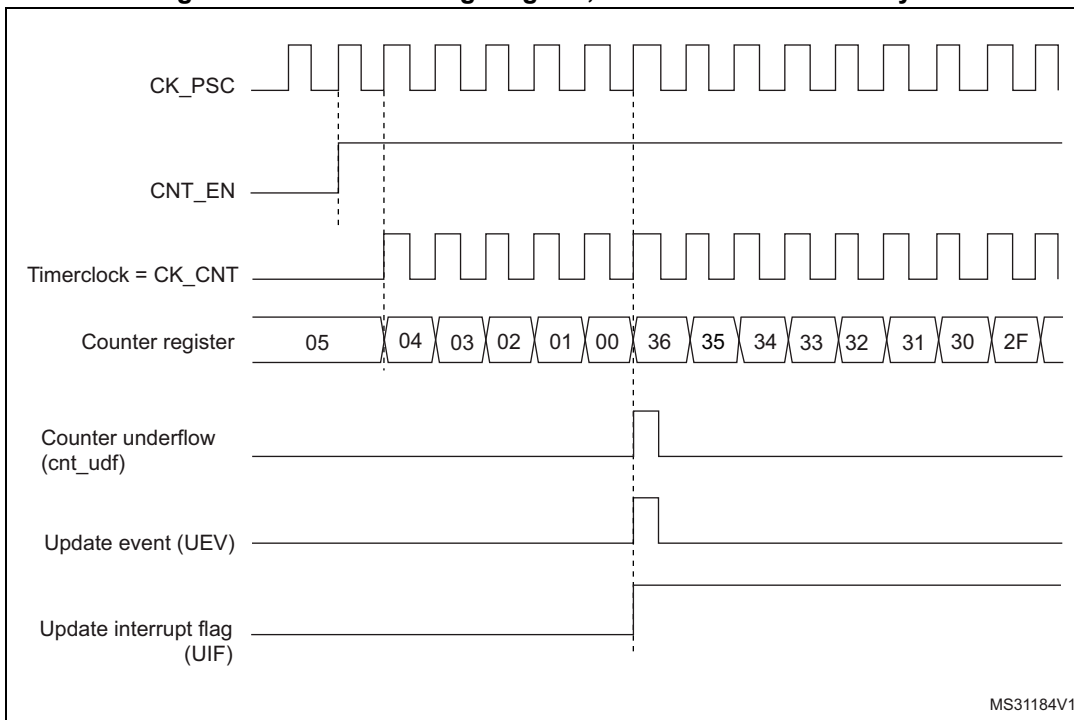 CK_PSC
CNT_EN
Timerclock = CK_CNT
Counter register 05 04 03 02 01 00 36 35 34 33 32 31 30 2F
Counter underflow
(cnt_udf)
Update event (UEV)
Update interrupt flag
(UIF)
MS31184V1